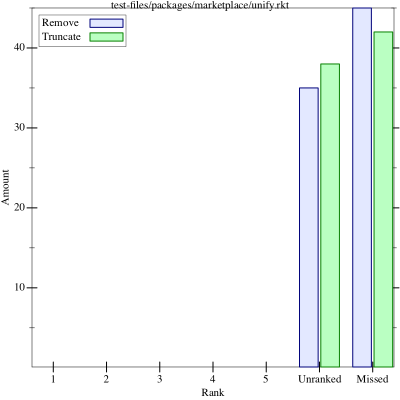 test-files/packages/marketplace/unify.rkt
Remove
Truncate
40
30
20
10
Amount
1 2 3 4 5 Unranked Missed
Rank